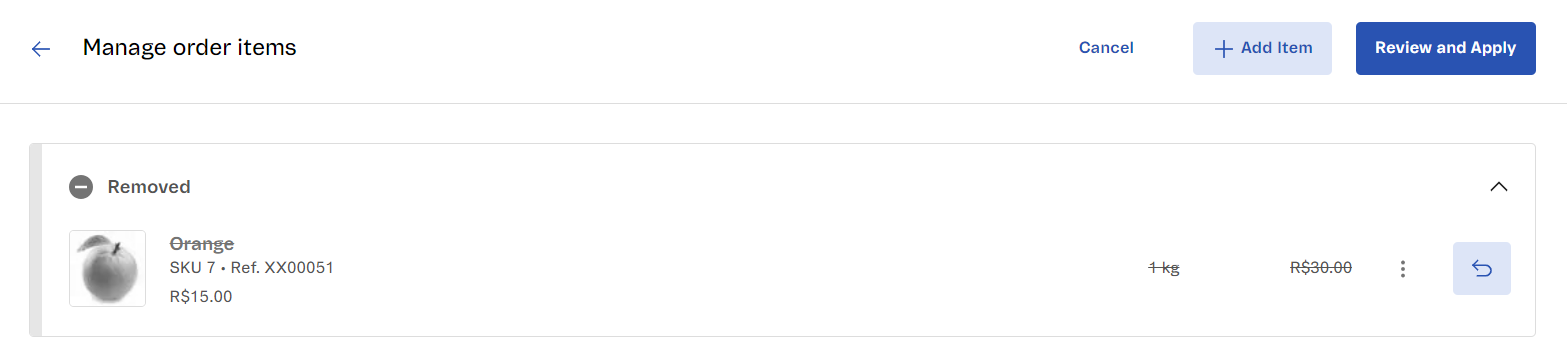 Manage order items
Cancel
Add Item
Review and Apply
Removed
Orange
SKU 7 • Ref. XX00051
R$15.00
1 kg
R$30.00